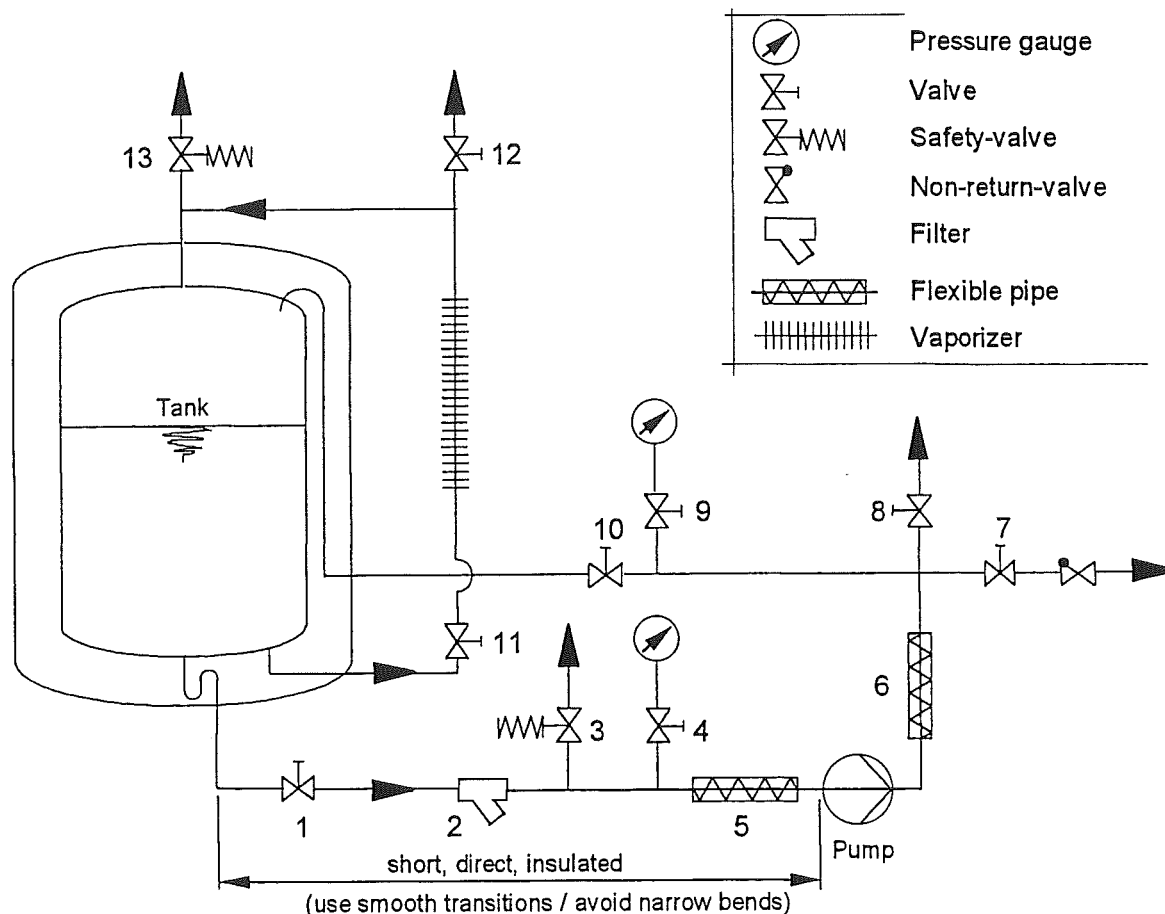 Pressure gauge
Valve
Safety-valve
Non-return-valve
Filter
Flexible pipe
Vaporizer
13
12
Tank
10
9
8
7
11
6
3
4
1
2
5
Pump
short, direct, insulated
(use smooth transitions / avoid narrow bends)